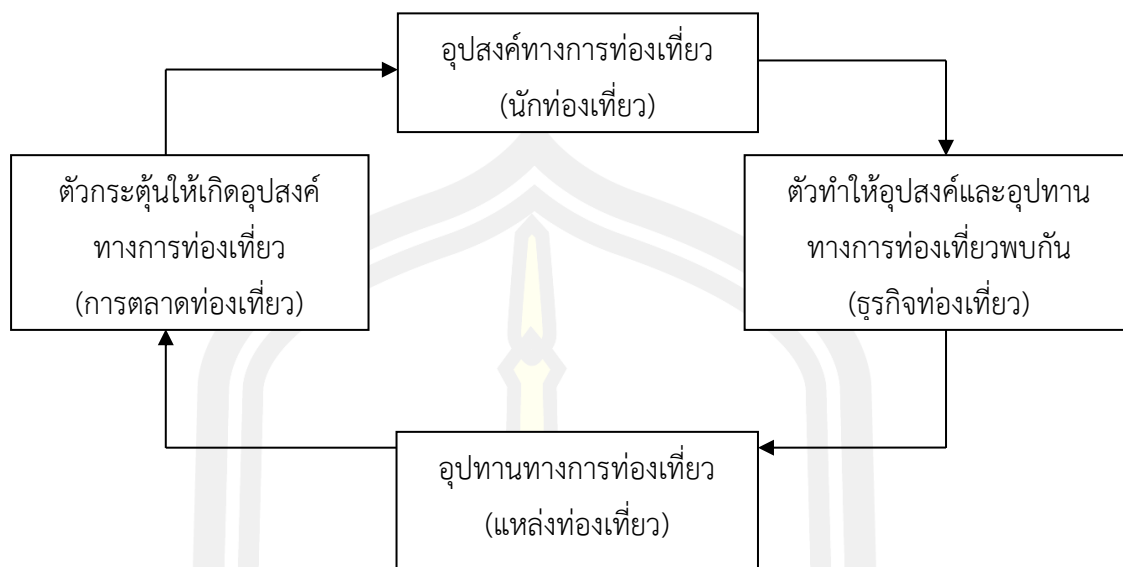 อุปสงค์ทางการท่องเที่ยว
(นักท่องเที่ยว)
ตัวกระตุ้นให้เกิดอุปสงค์
ทางการท่องเที่ยว
(การตลาดท่องเที่ยว)
ตัวทำให้อุปสงค์และอุปทาน
ทางการท่องเที่ยวพบกัน
(ธุรกิจท่องเที่ยว)
อุปทานทางการท่องเที่ยว
(แหล่งท่องเที่ยว)